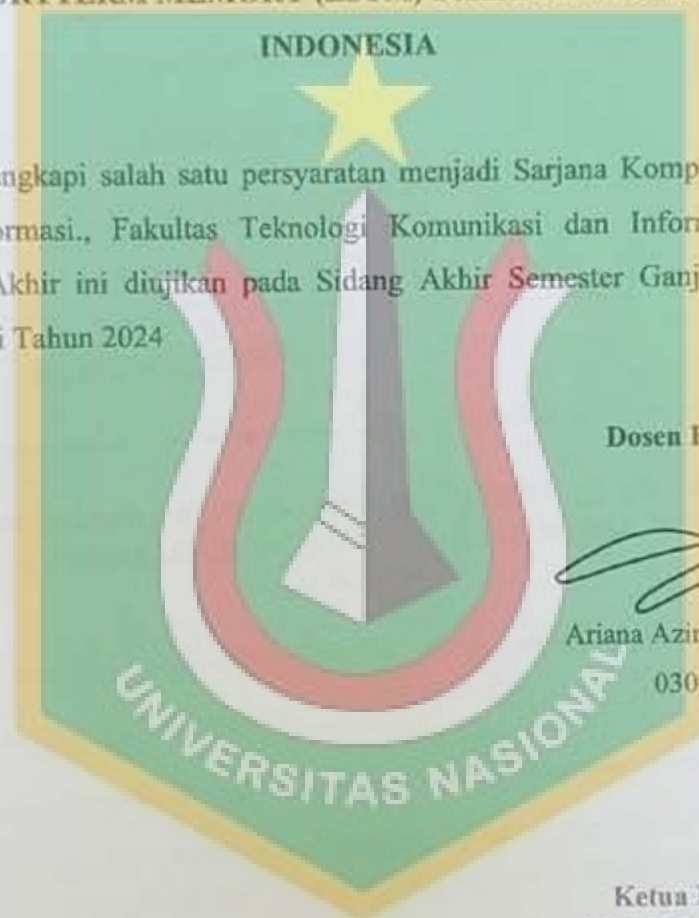 INDONESIA
ngkapi salah satu persyaratan menjadi Sarjana Komp
ormasi., Fakultas Teknologi Komunikasi dan Infor
Akhir ini diujikan pada Sidang Akhir Semester Ganj
i Tahun 2024
Dosen
Ariana Azi
030
UNIVERSITAS NASIONAL
Ketua